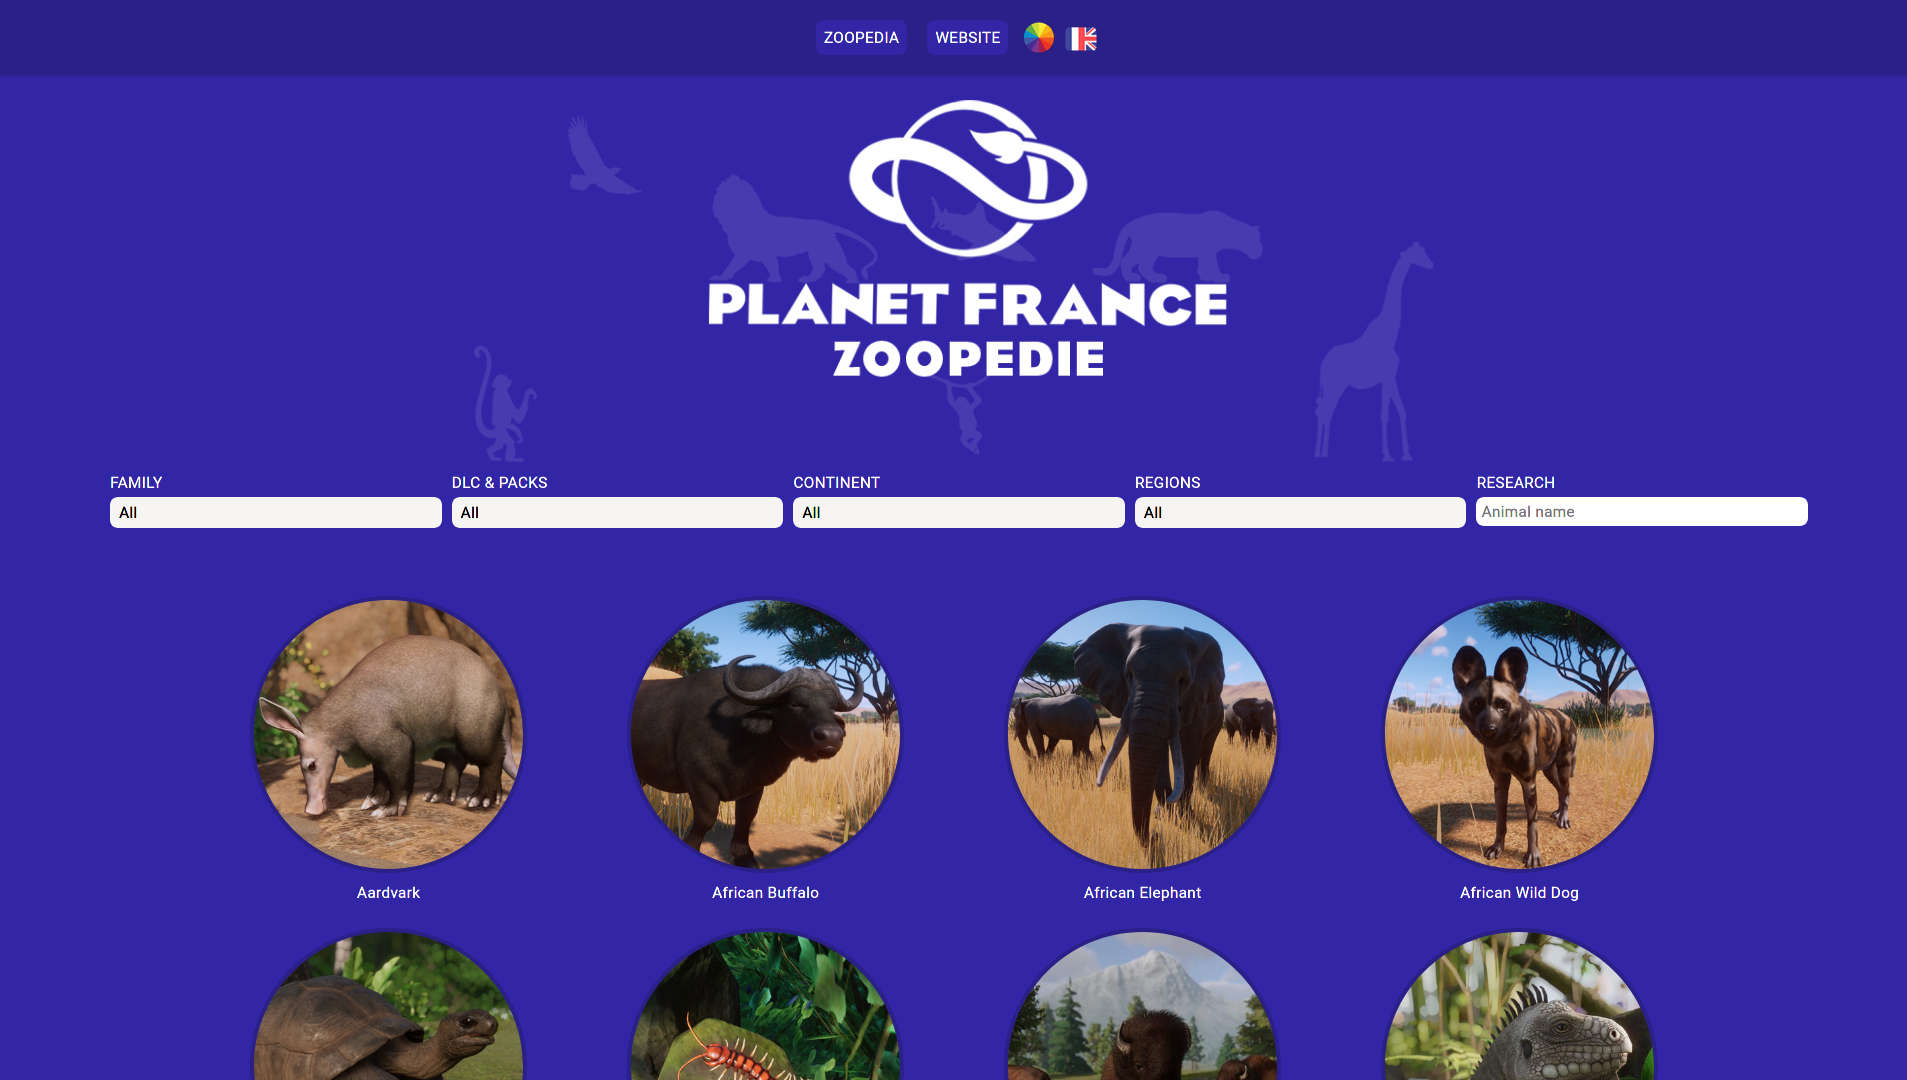 ZOOPEDIA
WEBSITE
PLANET FRANCE
ZOOPEDIE
FAMILY
DLC & PACKS
CONTINENT
REGIONS
RESEARCH
All
All
All
All
Animal name
Aardvark
African Buffalo
African Elephant
African Wild Dog